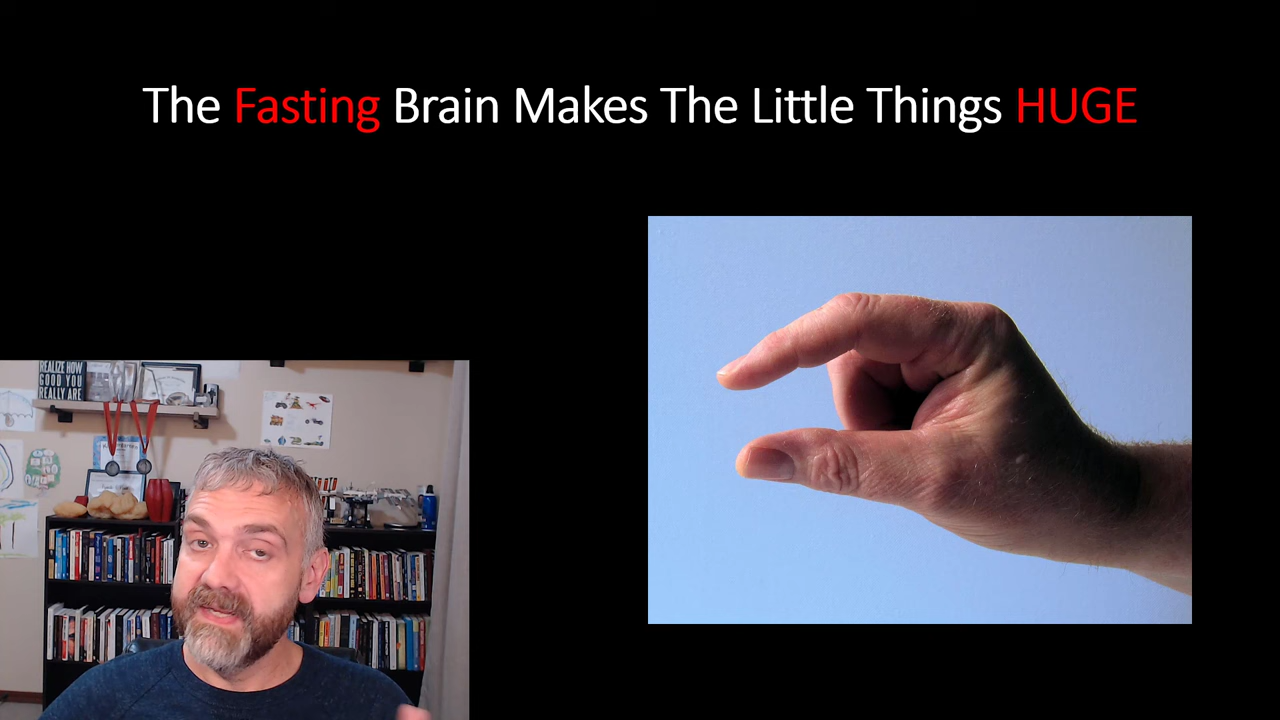 The Fasting Brain Makes The Little Things HUGE
REALIZE HOW
GOOD YOU
REALLY ARE